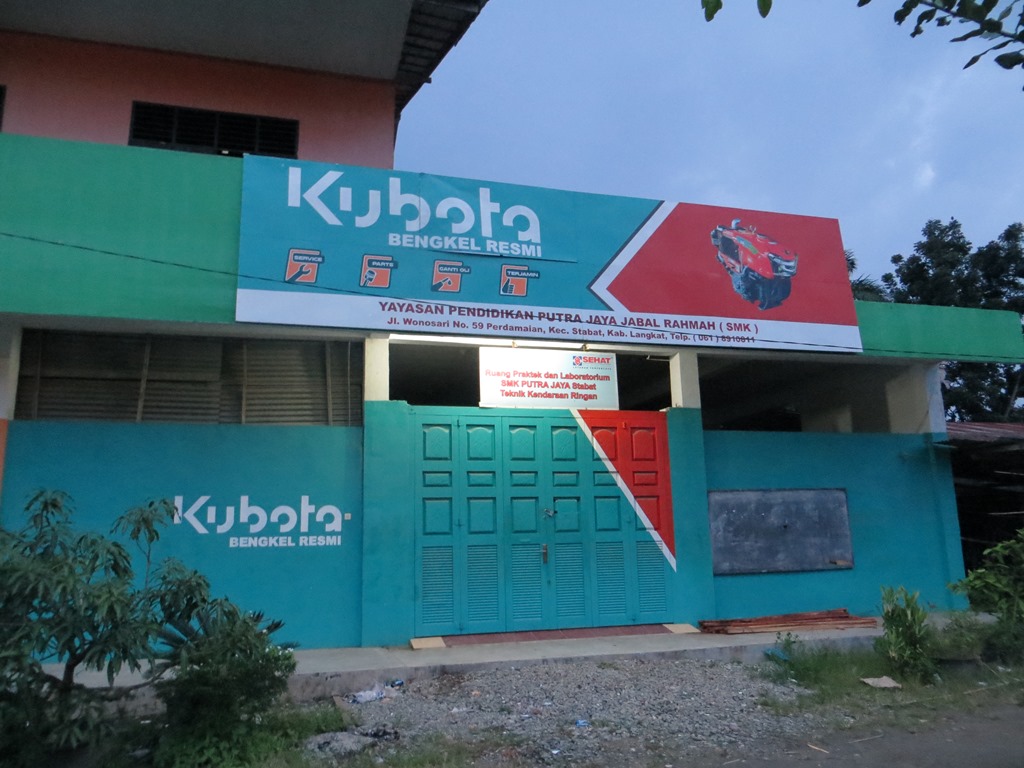 Kubota
BENGKEL RESMI
SERVICE
PARTS
GANTI OLI
TERJAMIN
YAYASAN PENDIDIKAN PUTRA JAYA JABAL RAHMAH ( SMK )
Jl. Wonosari No. 59 Perdamaian, Kec. Stabat, Kab. Langkat, Telp. ( 061 ) 8910611
SEHAT
Ruang Praktek dan Laboratorium
SMK PUTRA JAYA Stabat
Teknik Kendaraan Ringan
Kubota
BENGKEL RESMI